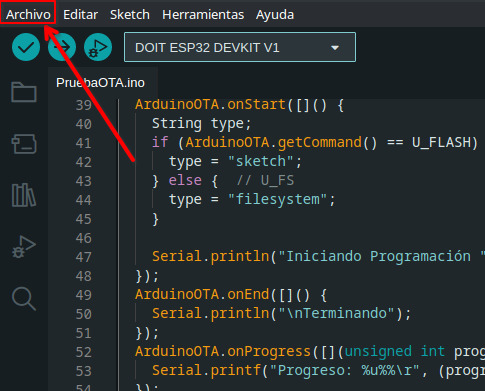 Archivo Editar Sketch Herramientas Ayuda
DOIT ESP32 DEVKIT V1
PruebaOTA.ino
39 ArduinoOTA.onStart([]() {
40 String type;
41 if (ArduinoOTA.getCommand() == U_FLASH)
42 type = "sketch";
43 } else { // U_FS
44 type = "filesystem";
45 }
46
47 Serial.println("Iniciando Programación "
48 });
49 ArduinoOTA.onEnd([]() {
50 Serial.println("\nTerminando");
51 });
52 ArduinoOTA.onProgress([](unsigned int prog
53 Serial.printf("Progreso: %u%%\r", (progr
54 });